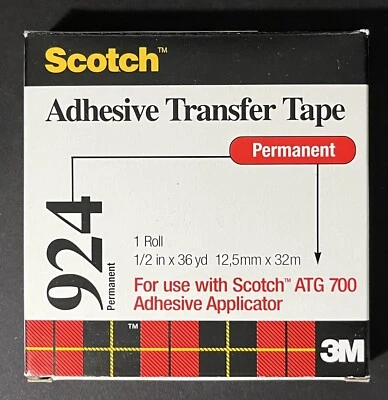 Scotch™
Adhesive Transfer Tape
Permanent
924
Permanent
1 Roll
1/2 in x 36 yd 12,5mm x 32m
For use with Scotch™ ATG 700
Adhesive Applicator
™
3M